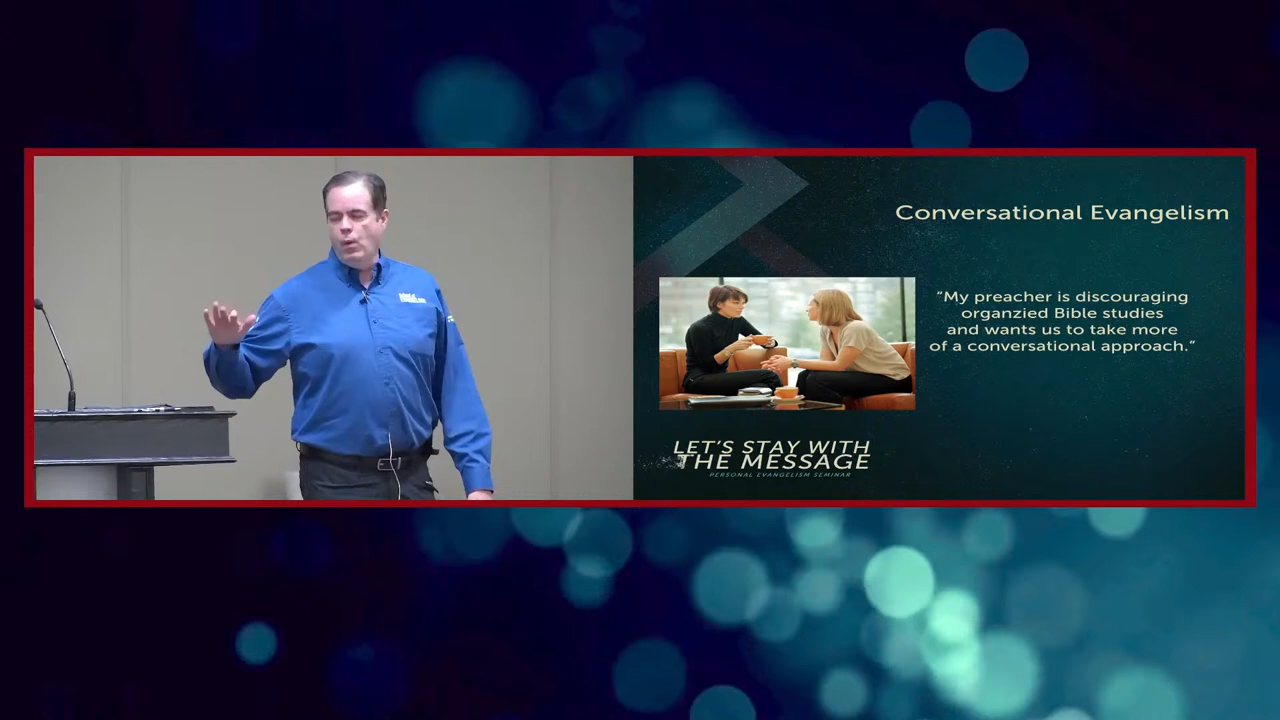 Conversational Evangelism
"My preacher is discouraging
organzied Bible studies
and wants us to take more
of a conversational approach."
LET'S STAY WITH
THE MESSAGE
PERSONAL EVANGELISM SEMINAR